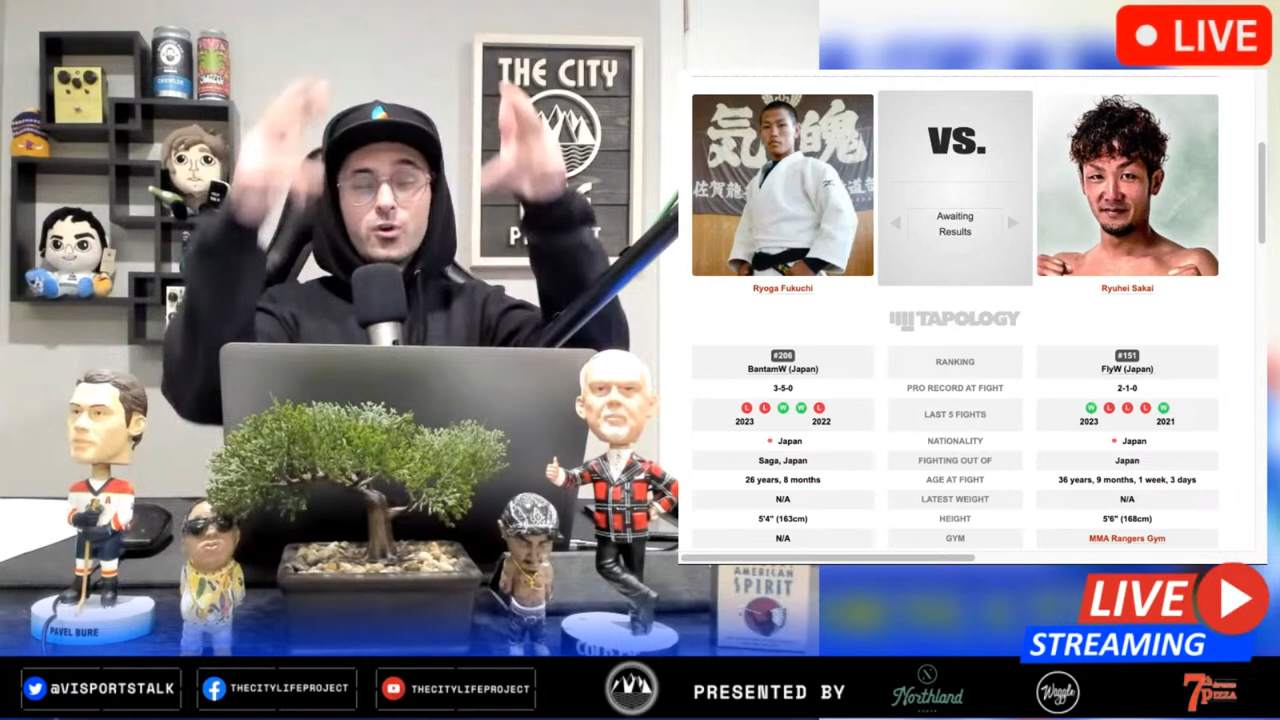 LIVE
THE CITY
気 魄
VS.
Awaiting
Results
Ryoga Fukuchi
Ryuhei Sakai
TAPOLOGY
#206
BantamW (Japan)
RANKING
#151
FlyW (Japan)
3-5-0
PRO RECORD AT FIGHT
2-1-0
L L W W L
2023 2022
LAST 5 FIGHTS
W L L L W
2023 2021
Japan
NATIONALITY
Japan
Saga, Japan
FIGHTING OUT OF
Japan
26 years, 8 months
AGE AT FIGHT
36 years, 9 months, 1 week, 3 days
N/A
LATEST WEIGHT
N/A
5'4" (163cm)
HEIGHT
5'6" (168cm)
N/A
GYM
MMA Rangers Gym
PAVEL BURE
AMERICAN
SPIRIT
LIVE
STREAMING
@VISPORTSTALK
THECITYLIFEPROJECT
THECITYLIFEPROJECT
PRESENTED BY
Northland
Waggle
7th
PIZZA